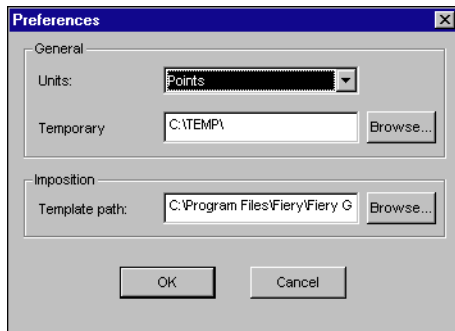 Preferences
General
Units: Points
Temporary C:\TEMP\ Browse...
Imposition
Template path: C:\Program Files\Fiery\Fiery G Browse...
OK Cancel